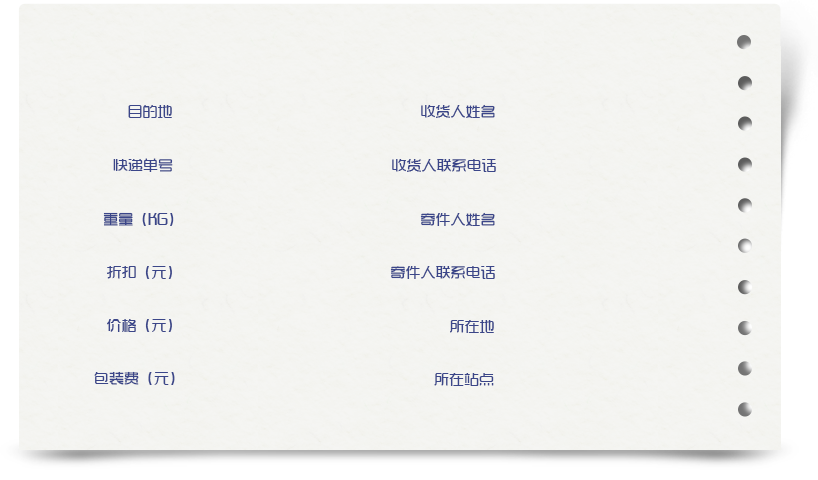 目的地 收货人姓名
快递单号 收货人联系电话
重量（KG） 寄件人姓名
折扣（元） 寄件人联系电话
价格（元） 所在地
包装费（元） 所在站点